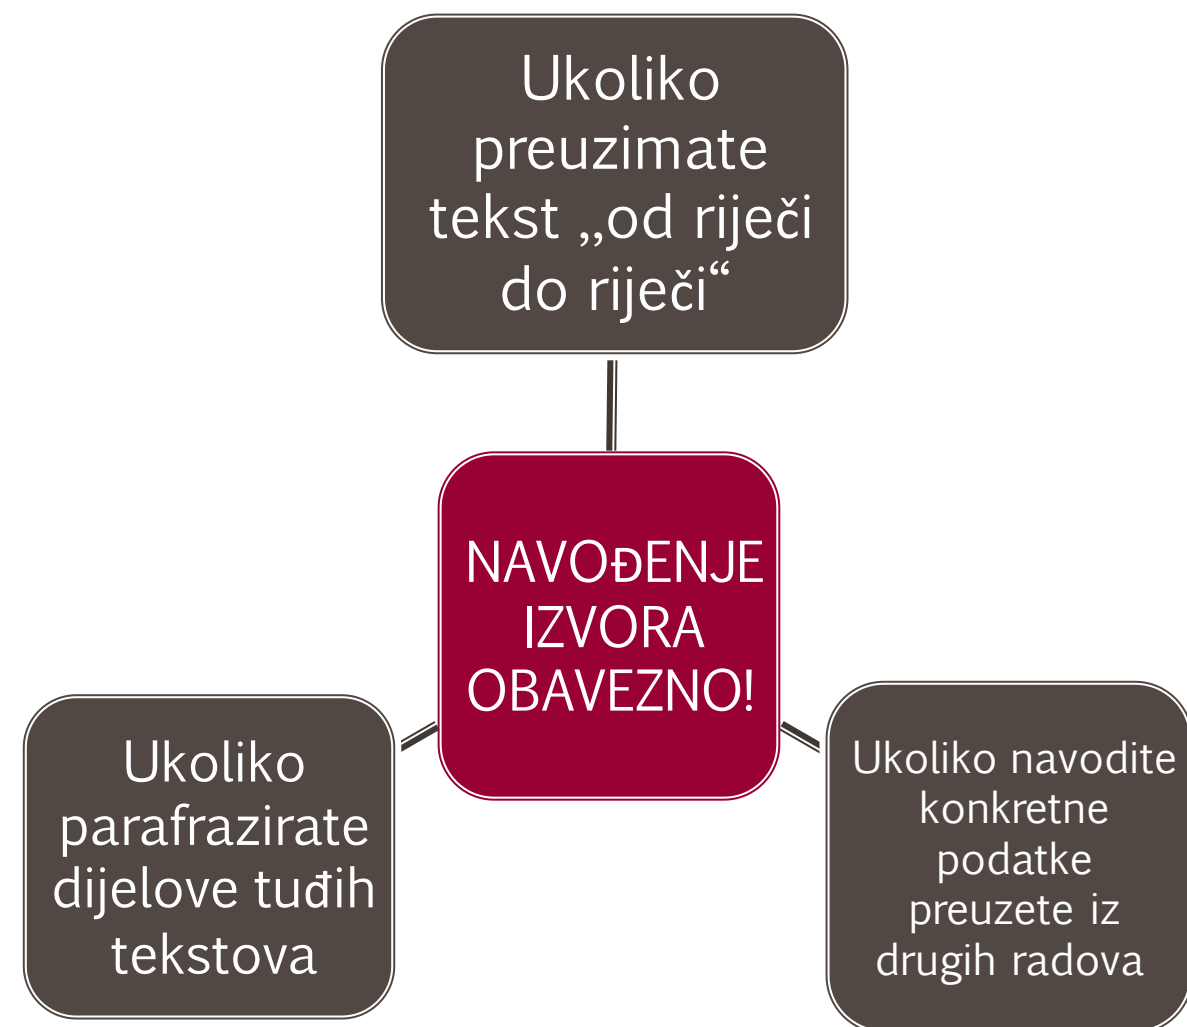 Ukoliko
preuzimate
tekst „od riječi
do riječi“
NAVOĐENJE
IZVORA
OBAVEZNO!
Ukoliko
parafrazirate
dijelove tuđih
tekstova
Ukoliko navodite
konkretne
podatke
preuzete iz
drugih radova